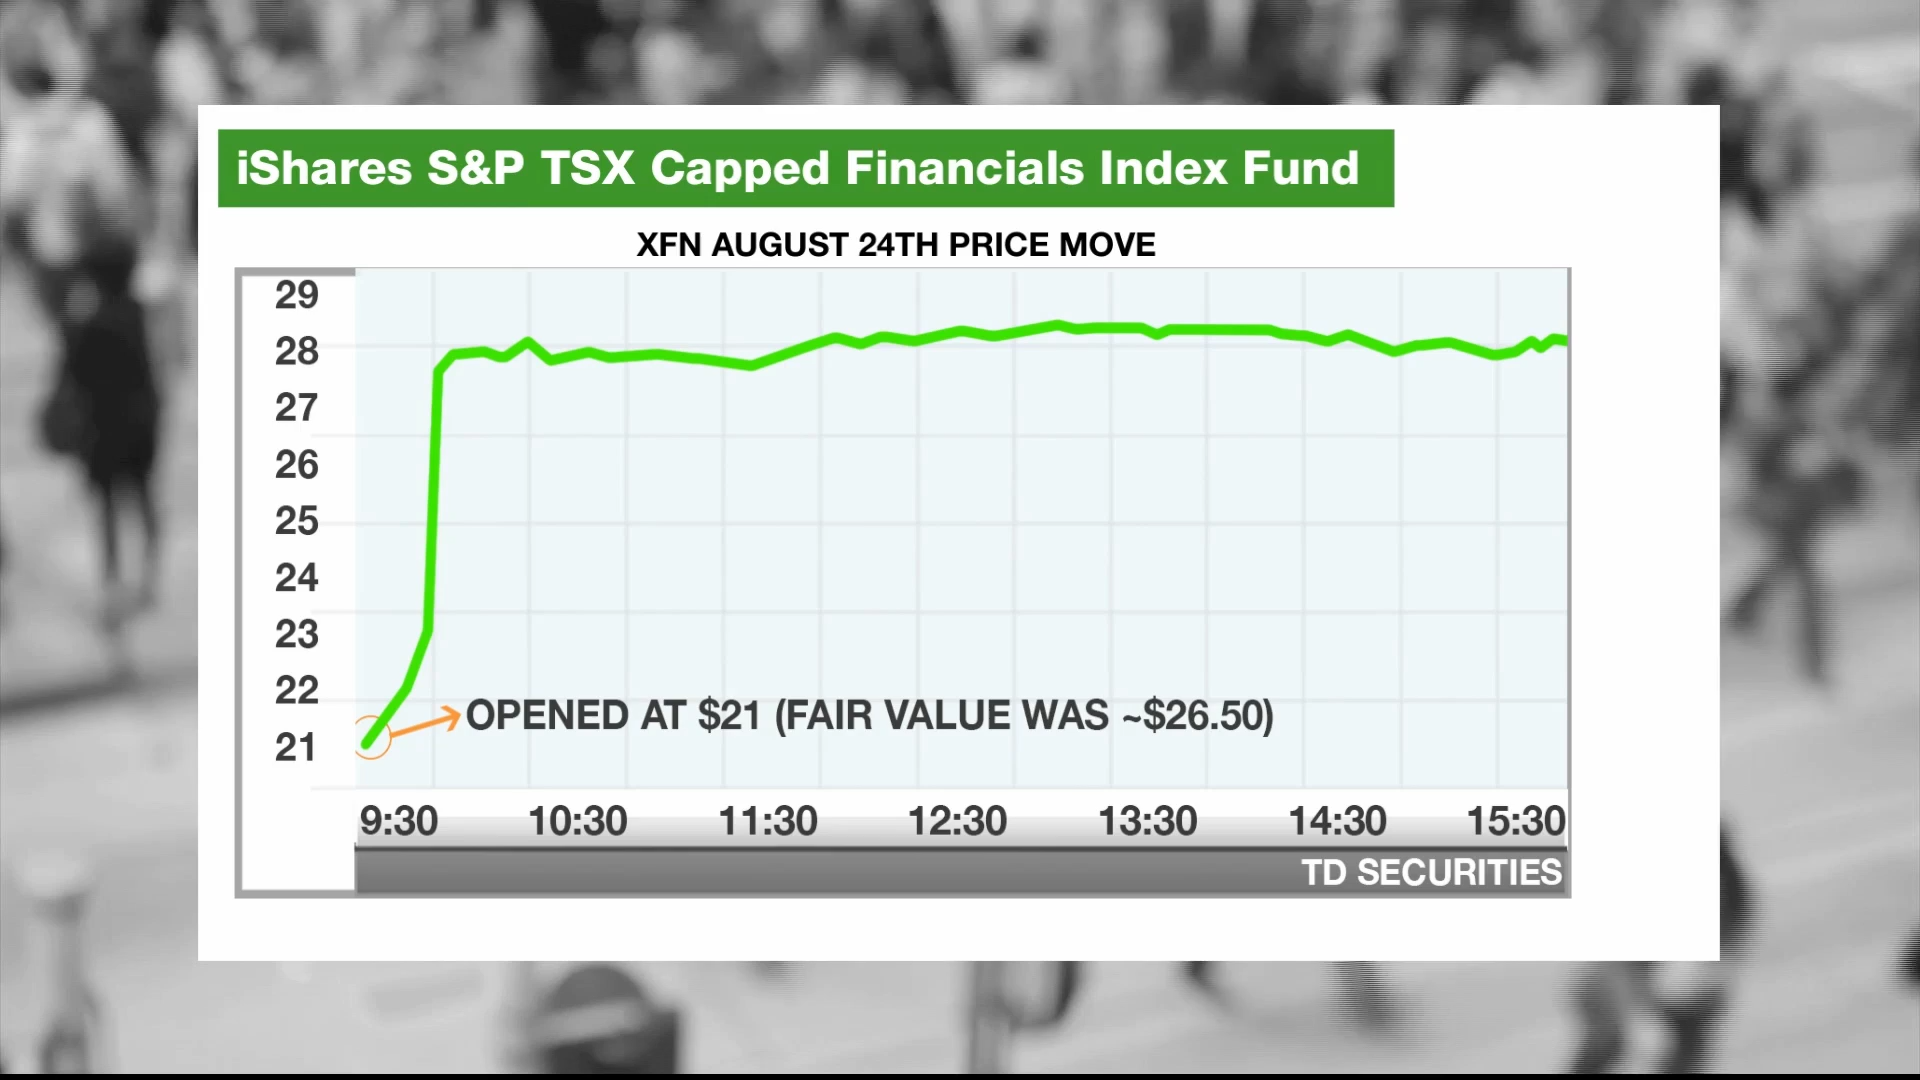 iShares S&P TSX Capped Financials Index Fund
XFN AUGUST 24TH PRICE MOVE
29
28
27
26
25
24
23
22
21
OPENED AT $21 (FAIR VALUE WAS ~$26.50)
9:30 10:30 11:30 12:30 13:30 14:30 15:30
TD SECURITIES